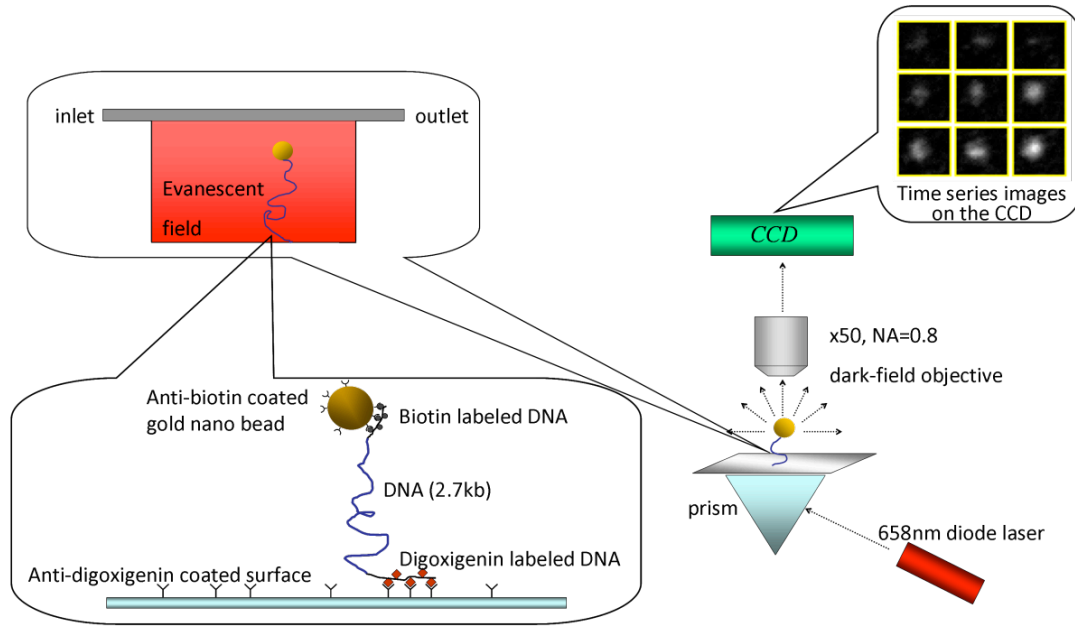 inlet
outlet
Evanescent
field
Time series images
on the CCD
CCD
x50, NA=0.8
dark-field objective
prism
658nm diode laser
Anti-biotin coated
gold nano bead
Biotin labeled DNA
DNA (2.7kb)
Digoxigenin labeled DNA
Anti-digoxigenin coated surface